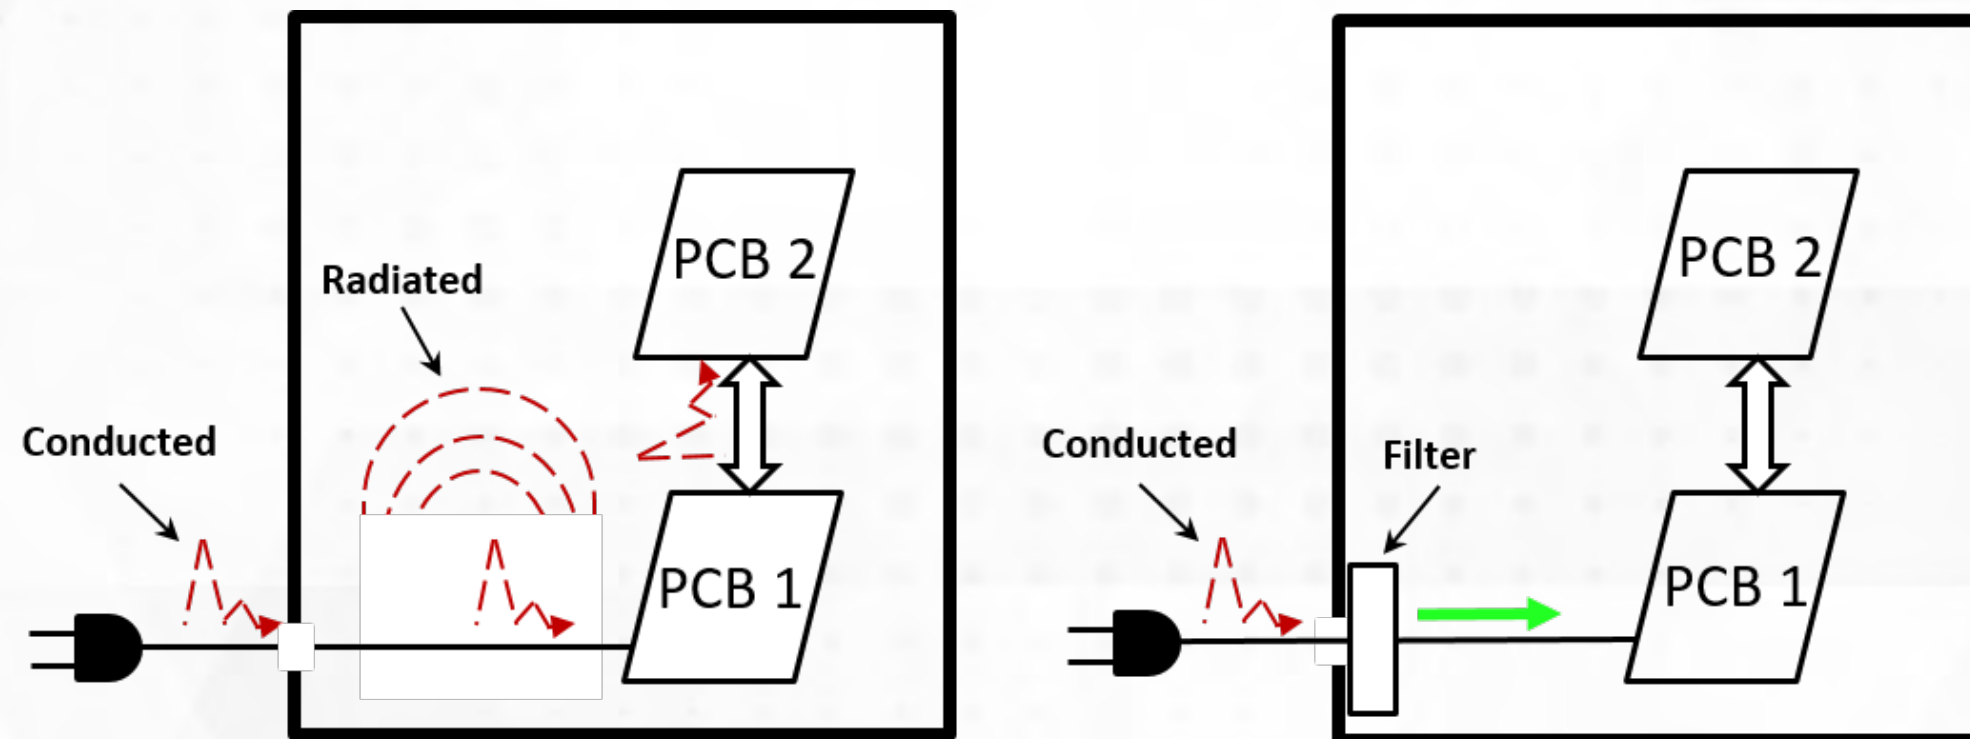 PCB 2
Radiated
Conducted
PCB 1
PCB 2
Conducted
Filter
PCB 1